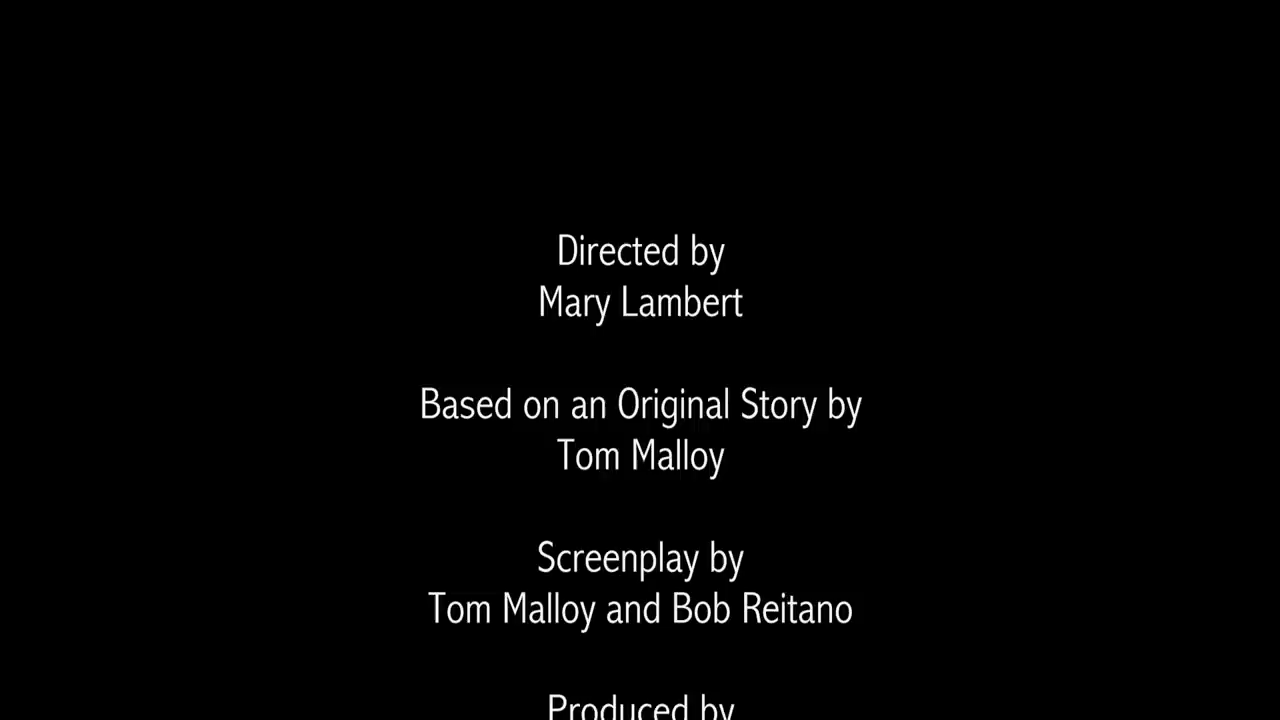 Directed by
Mary Lambert
Based on an Original Story by
Tom Malloy
Screenplay by
Tom Malloy and Bob Reitano
Produced by